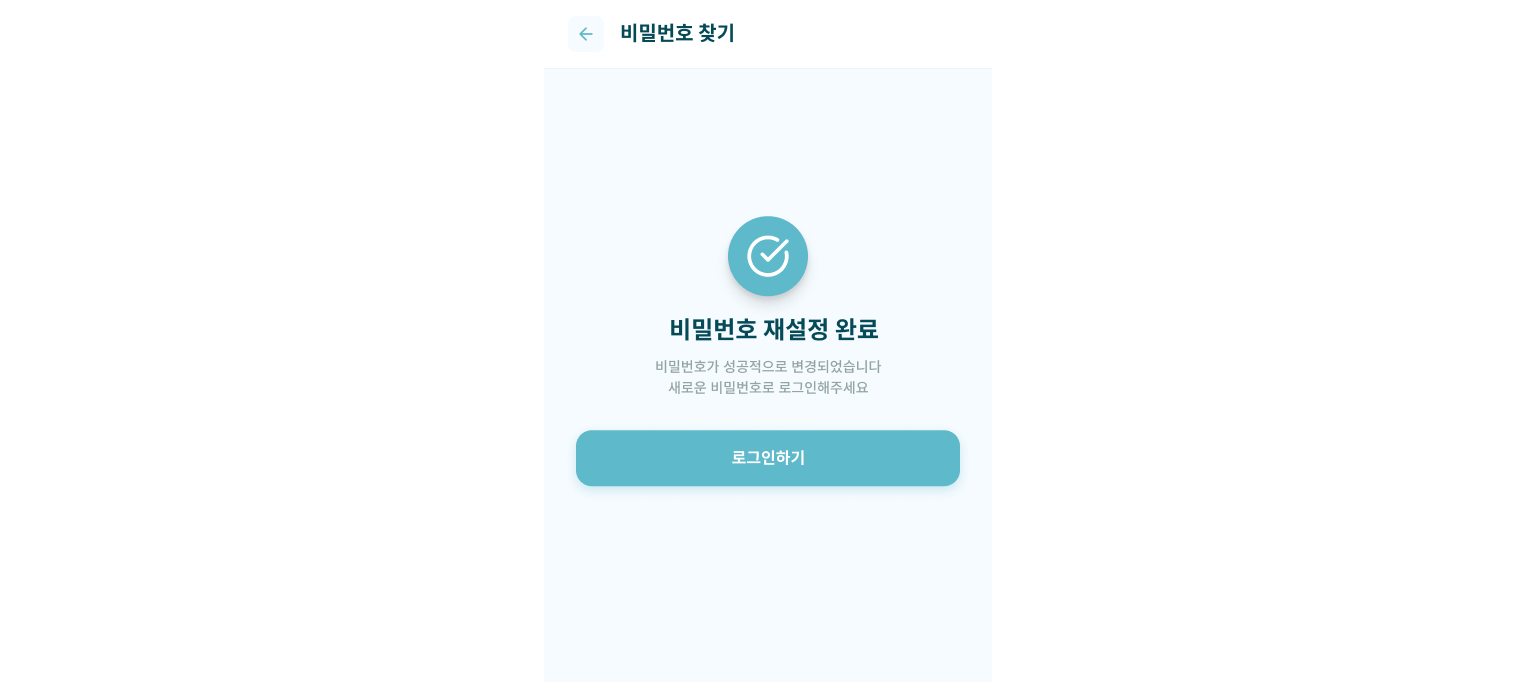 비밀번호 찾기
비밀번호 재설정 완료
비밀번호가 성공적으로 변경되었습니다
새로운 비밀번호로 로그인해주세요
로그인하기